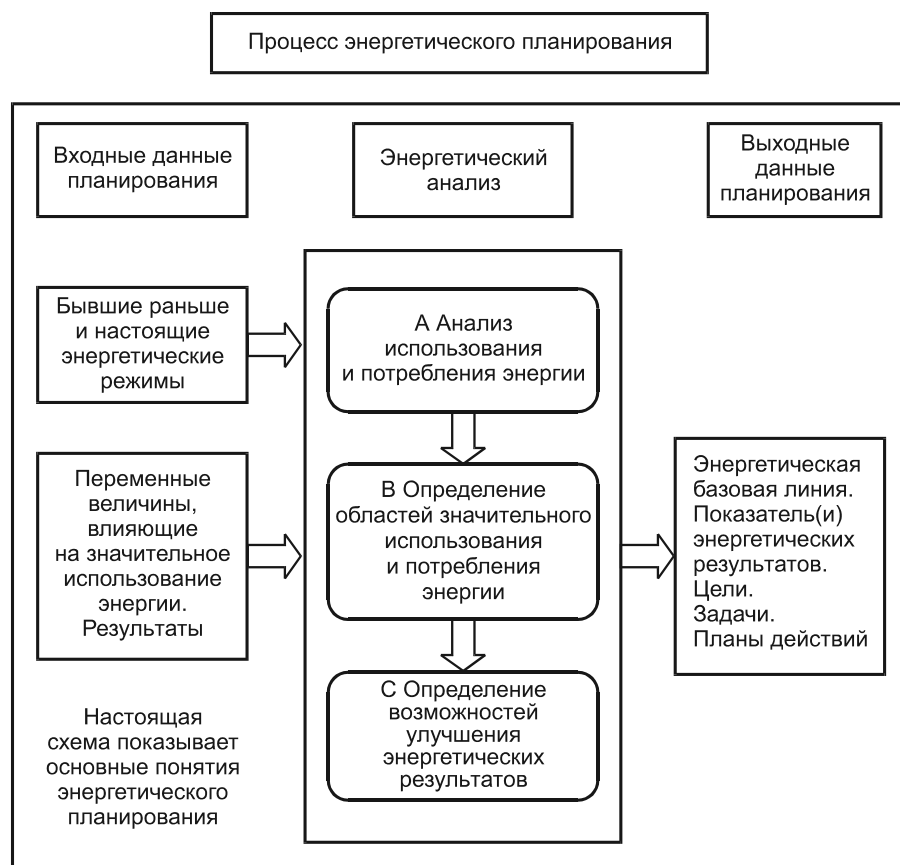 Процесс энергетического планирования
Входные данные
планирования
Энергетический
анализ
Выходные
данные
планирования
Бывшие раньше
и настоящие
энергетические
режимы
А Анализ
использования
и потребления энергии
Переменные
величины,
влияющие
на значительное
использование
энергии.
Результаты
В Определение
областей значительного
использования
и потребления
энергии
Энергетическая
базовая линия.
Показатель(и)
энергетических
результатов.
Цели.
Задачи.
Планы действий
С Определение
возможностей
улучшения
энергетических
результатов
Настоящая
схема показывает
основные понятия
энергетического
планирования